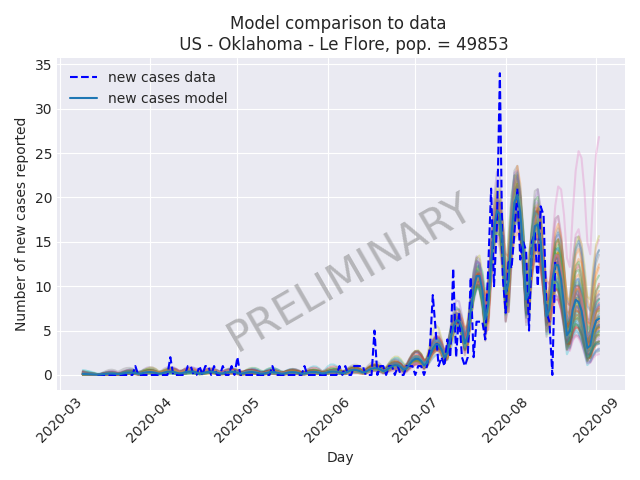 Model comparison to data
US - Oklahoma - Le Flore, pop. = 49853
new cases data
new cases model
PRELIMINARY
Number of new cases reported
35
30
25
20
15
10
5
0
2020-03
2020-04
2020-05
2020-06
2020-07
2020-08
2020-09
Day